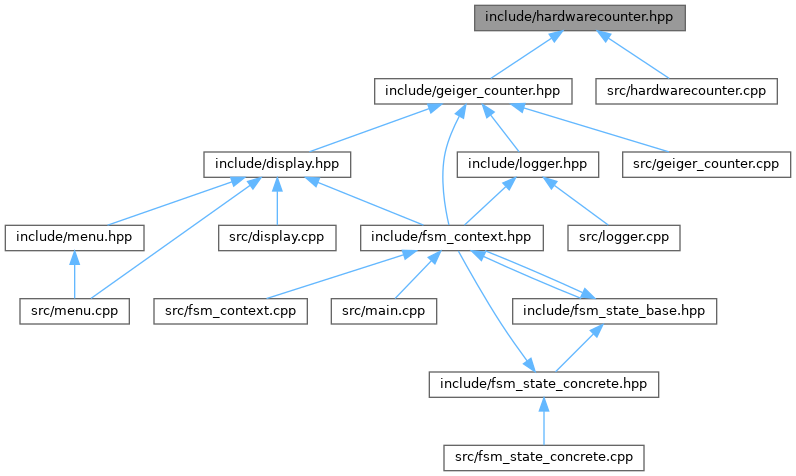 include/hardwarecounter.hpp
include/geiger_counter.hpp
src/hardwarecounter.cpp
include/display.hpp
include/logger.hpp
src/geiger_counter.cpp
include/menu.hpp
src/display.cpp
include/fsm_context.hpp
src/logger.cpp
src/menu.cpp
src/fsm_context.cpp
src/main.cpp
include/fsm_state_base.hpp
include/fsm_state_concrete.hpp
src/fsm_state_concrete.cpp